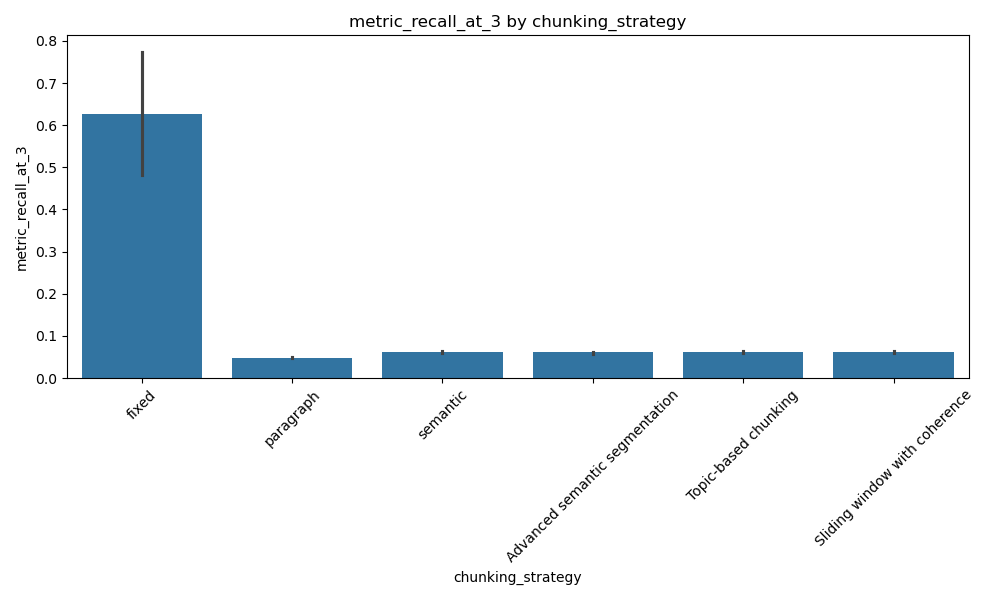 metric_recall_at_3 by chunking_strategy
metric_recall_at_3
0.8
0.7
0.6
0.5
0.4
0.3
0.2
0.1
0.0
fixed
paragraph
semantic
Advanced semantic segmentation
Topic-based chunking
Sliding window with coherence
chunking_strategy